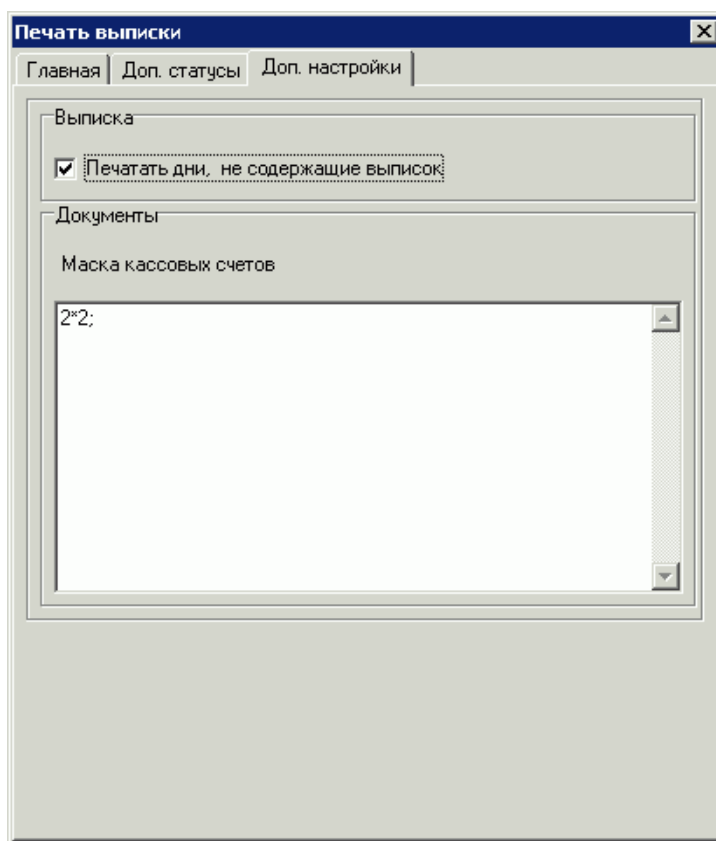 Печать выписки
Главная Доп. статусы Доп. настройки
Выписка
Печатать дни, не содержащие выписок
Документы
Маска кассовых счетов
2*2;